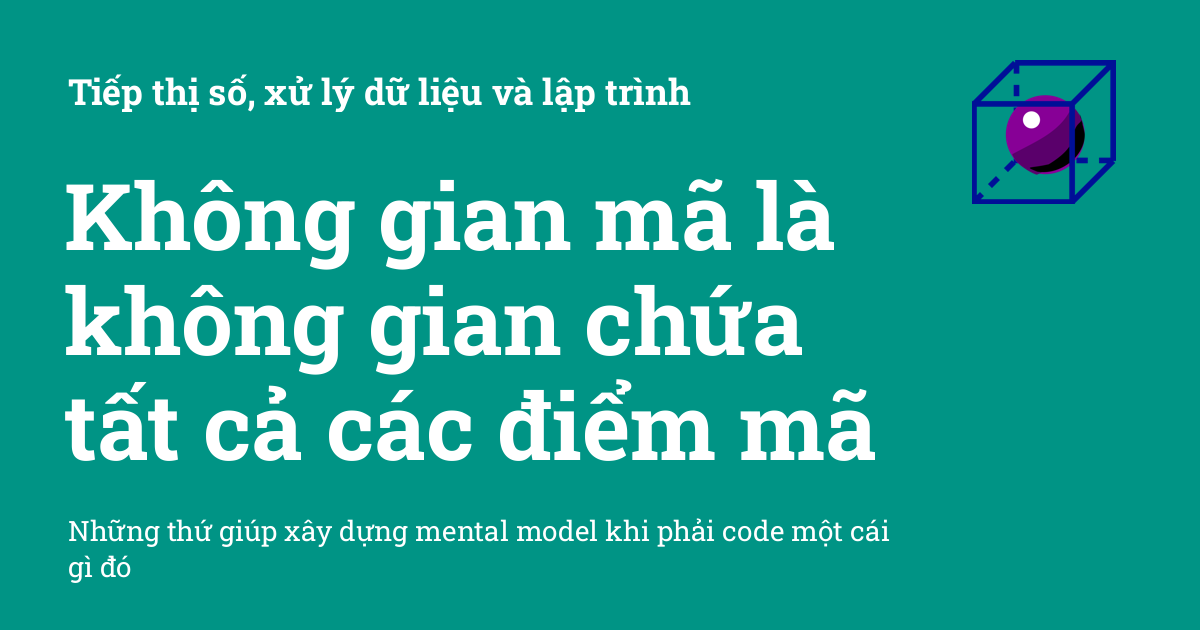 Tiếp thị số, xử lý dữ liệu và lập trình
Không gian mã là
không gian chứa
tất cả các điểm mã
Những thứ giúp xây dựng mental model khi phải code một cái
gì đó